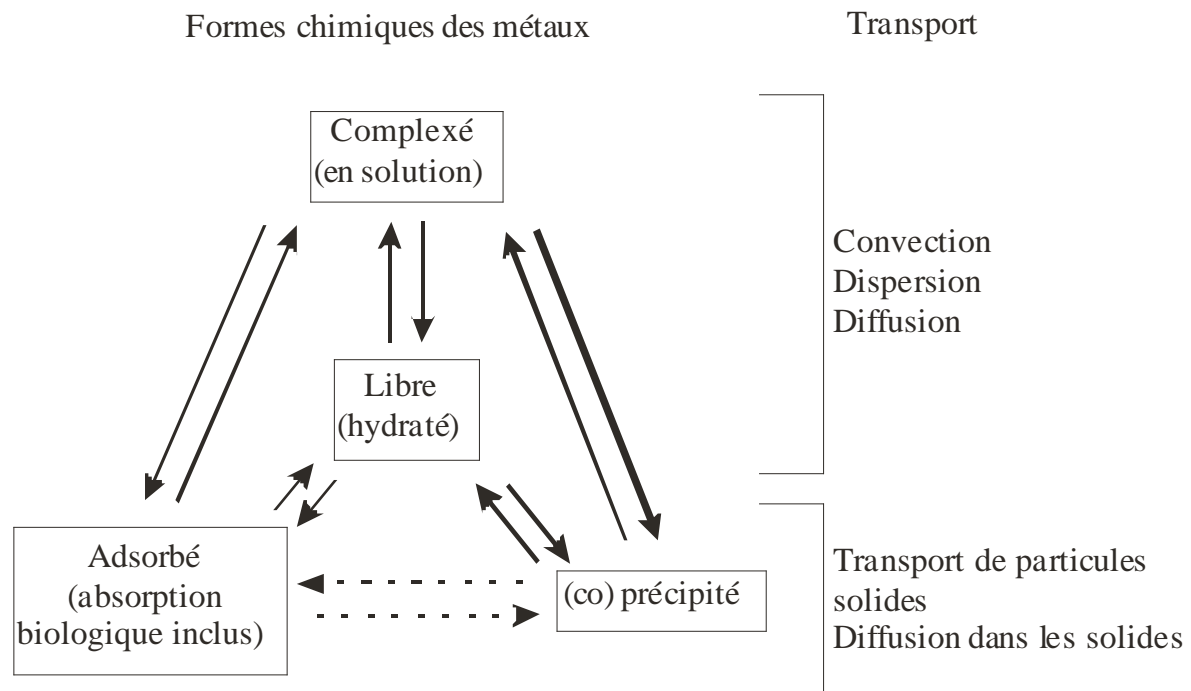 Formes chimiques des métaux
Transport
Complexé
(en solution)
Convection
Dispersion
Diffusion
Libre
(hydraté)
Adsorbé
(absorption
biologique inclus)
(co) précipité
Transport de particules
solides
Diffusion dans les solides